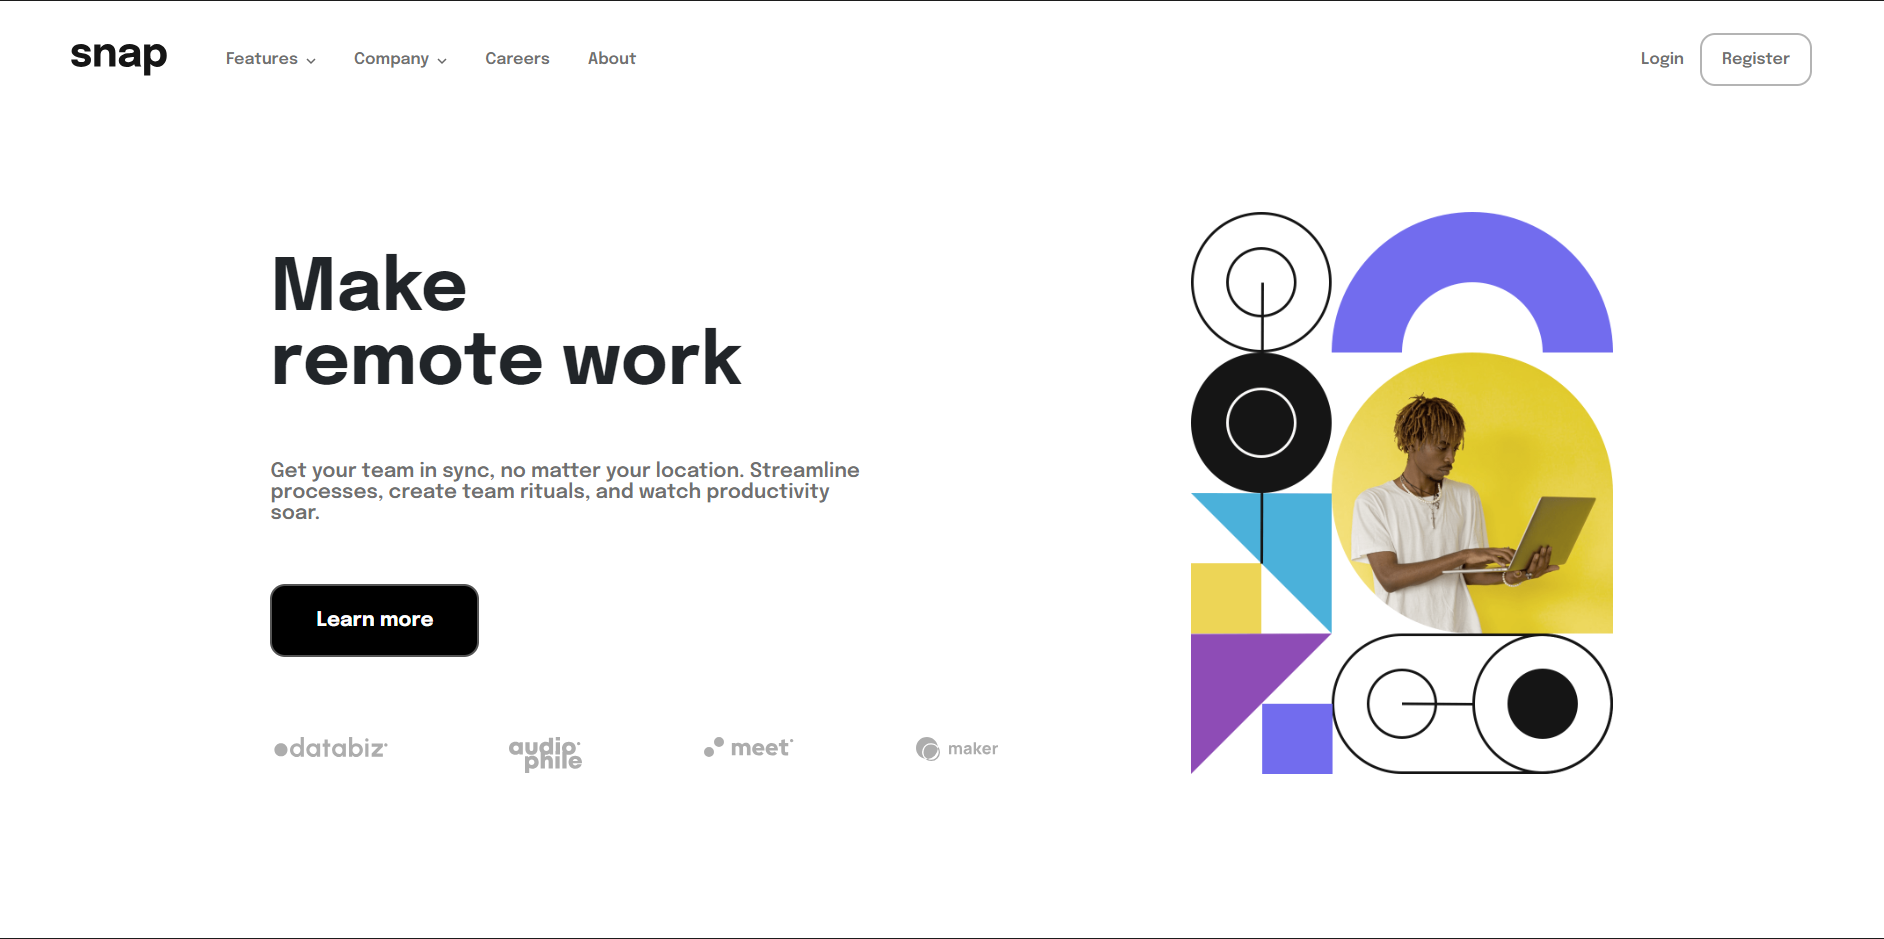 snap Features Company Careers About Login Register
Make
remote work
Get your team in sync, no matter your location. Streamline
processes, create team rituals, and watch productivity
soar.
Learn more
databiz audiophile meet maker